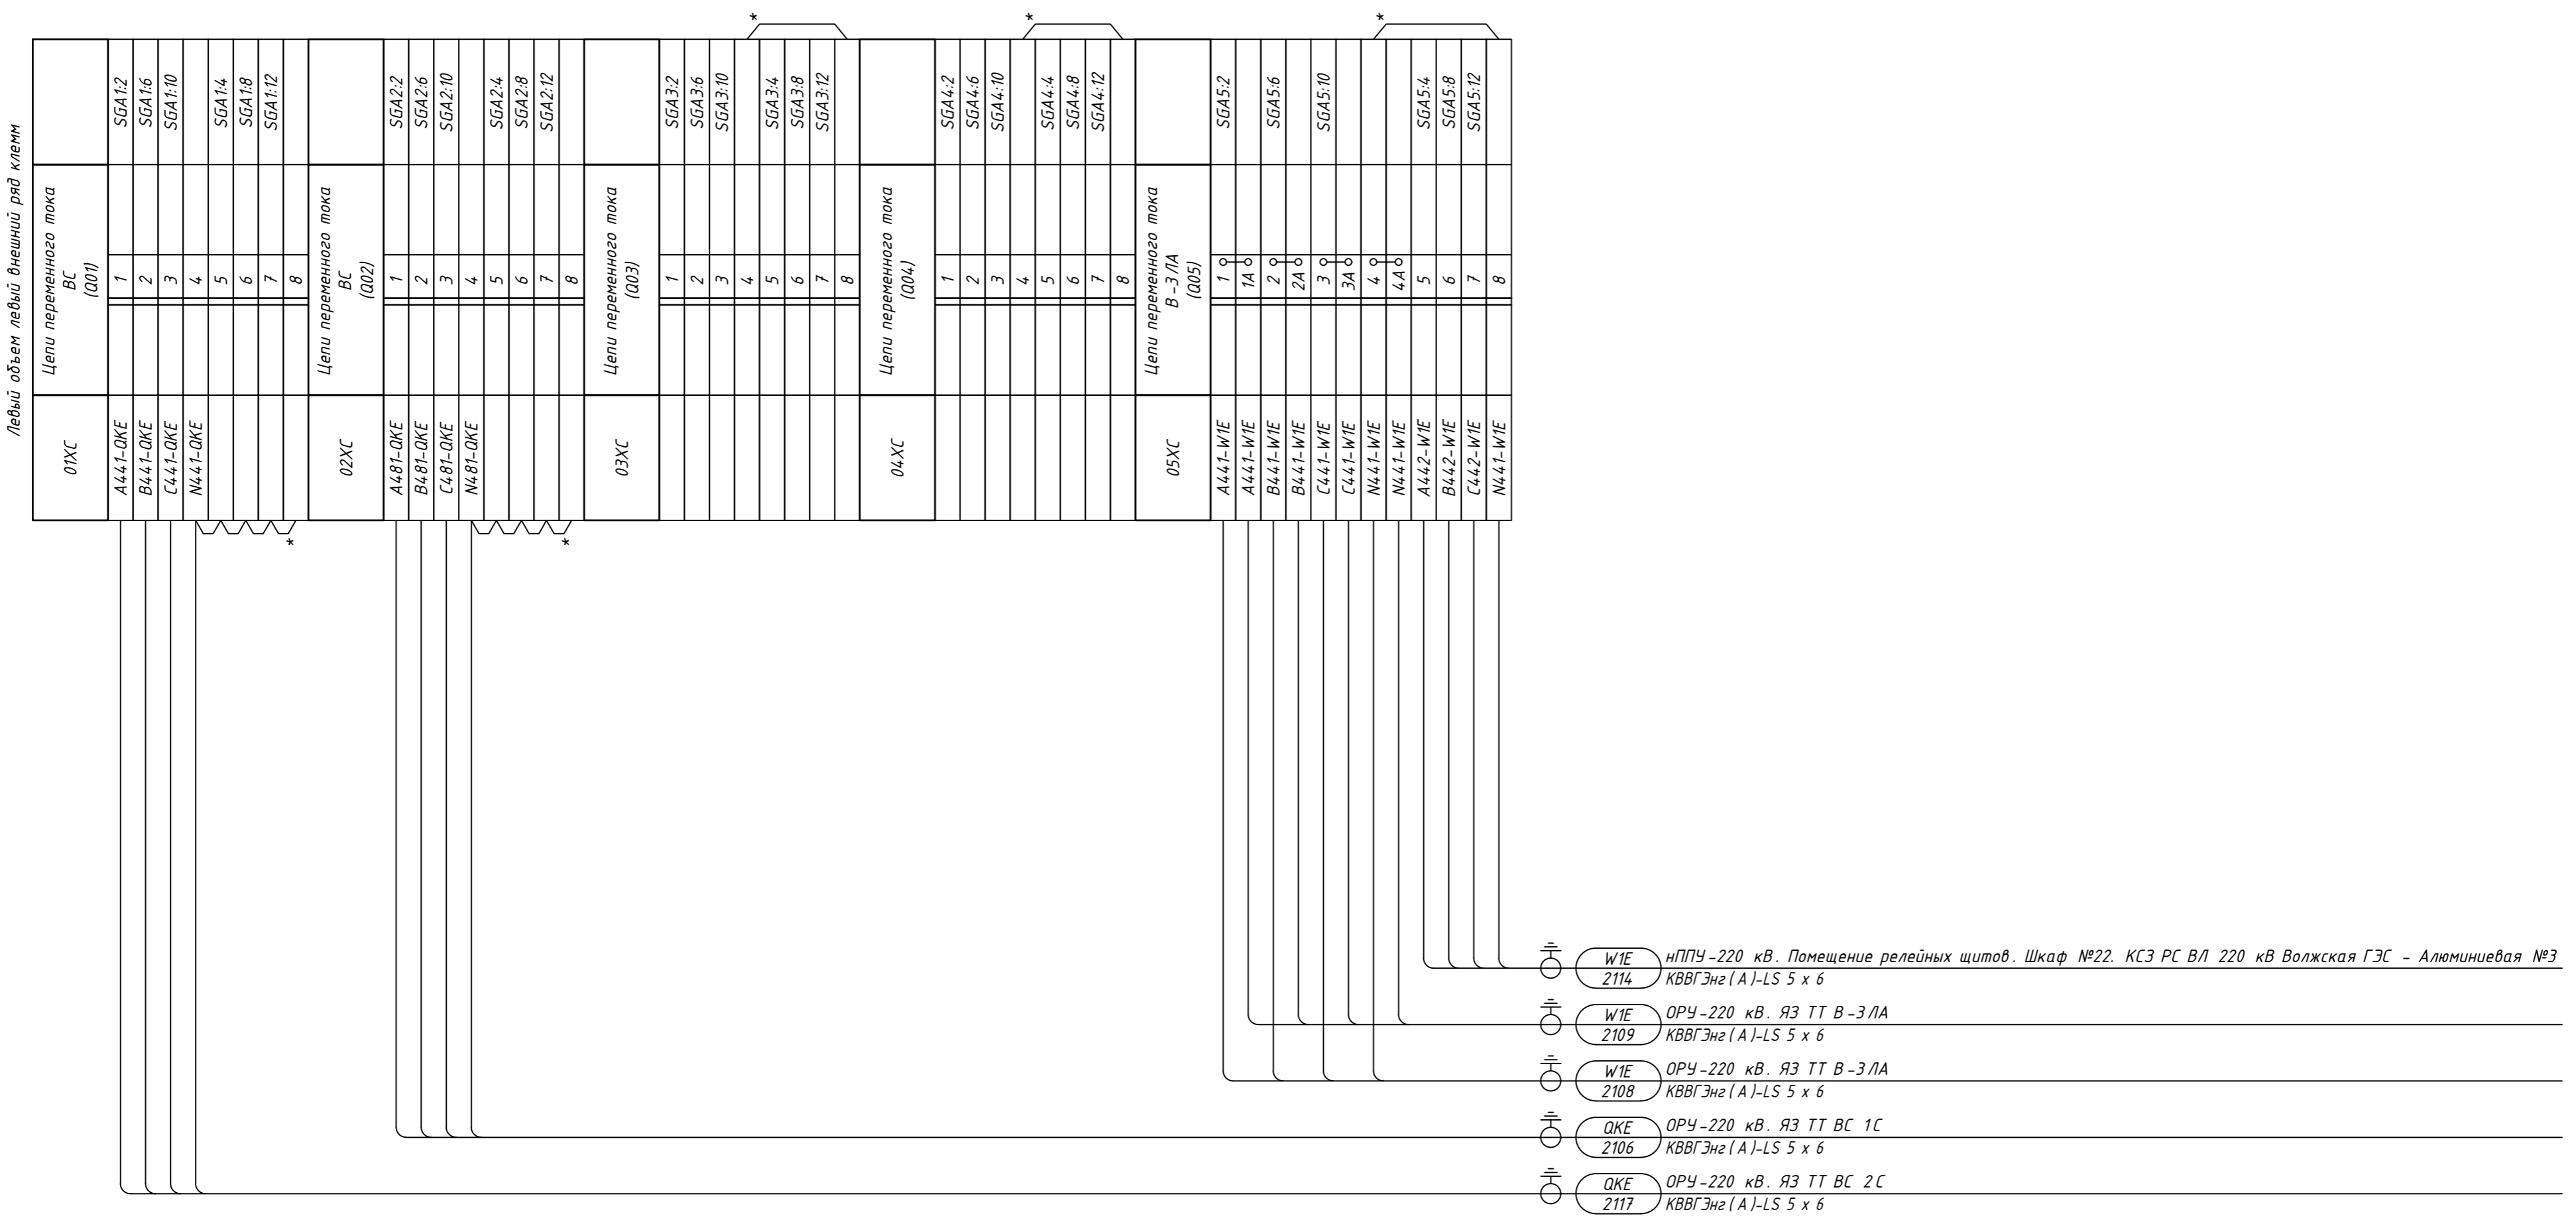 Левый объем левый внешний ряд клемм
Цепи переменного тока
ВС
(Q01)
01XC
SGA1:2
SGA1:6
SGA1:10
SGA1:4
SGA1:8
SGA1:12
1
2
3
4
5
6
7
8
A441-QKE
B441-QKE
C441-QKE
N441-QKE
*
Цепи переменного тока
ВС
(Q02)
02XC
SGA2:2
SGA2:6
SGA2:10
SGA2:4
SGA2:8
SGA2:12
1
2
3
4
5
6
7
8
A481-QKE
B481-QKE
C481-QKE
N481-QKE
*
Цепи переменного тока
(Q03)
03XC
*
SGA3:2
SGA3:6
SGA3:10
SGA3:4
SGA3:8
SGA3:12
1
2
3
4
5
6
7
8
Цепи переменного тока
(Q04)
04XC
*
SGA4:2
SGA4:6
SGA4:10
SGA4:4
SGA4:8
SGA4:12
1
2
3
4
5
6
7
8
Цепи переменного тока
В-3ЛА
(Q05)
05XC
*
SGA5:2
SGA5:6
SGA5:10
SGA5:4
SGA5:8
SGA5:12
1
1A
2
2A
3
3A
4
4A
5
6
7
8
A441-W1E
A441-W1E
B441-W1E
B441-W1E
C441-W1E
C441-W1E
N441-W1E
N441-W1E
A442-W1E
B442-W1E
C442-W1E
N441-W1E
W1E
2114
нППУ-220 кВ. Помещение релейных щитов. Шкаф №22. КСЗ РС ВЛ 220 кВ Волжская ГЭС - Алюминиевая №3
КВВГЭнг(А)-LS 5 x 6
W1E
2109
ОРУ-220 кВ. ЯЗ ТТ В-3ЛА
КВВГЭнг(А)-LS 5 x 6
W1E
2108
ОРУ-220 кВ. ЯЗ ТТ В-3ЛА
КВВГЭнг(А)-LS 5 x 6
QKE
2106
ОРУ-220 кВ. ЯЗ ТТ ВС 1С
КВВГЭнг(А)-LS 5 x 6
QKE
2117
ОРУ-220 кВ. ЯЗ ТТ ВС 2С
КВВГЭнг(А)-LS 5 x 6